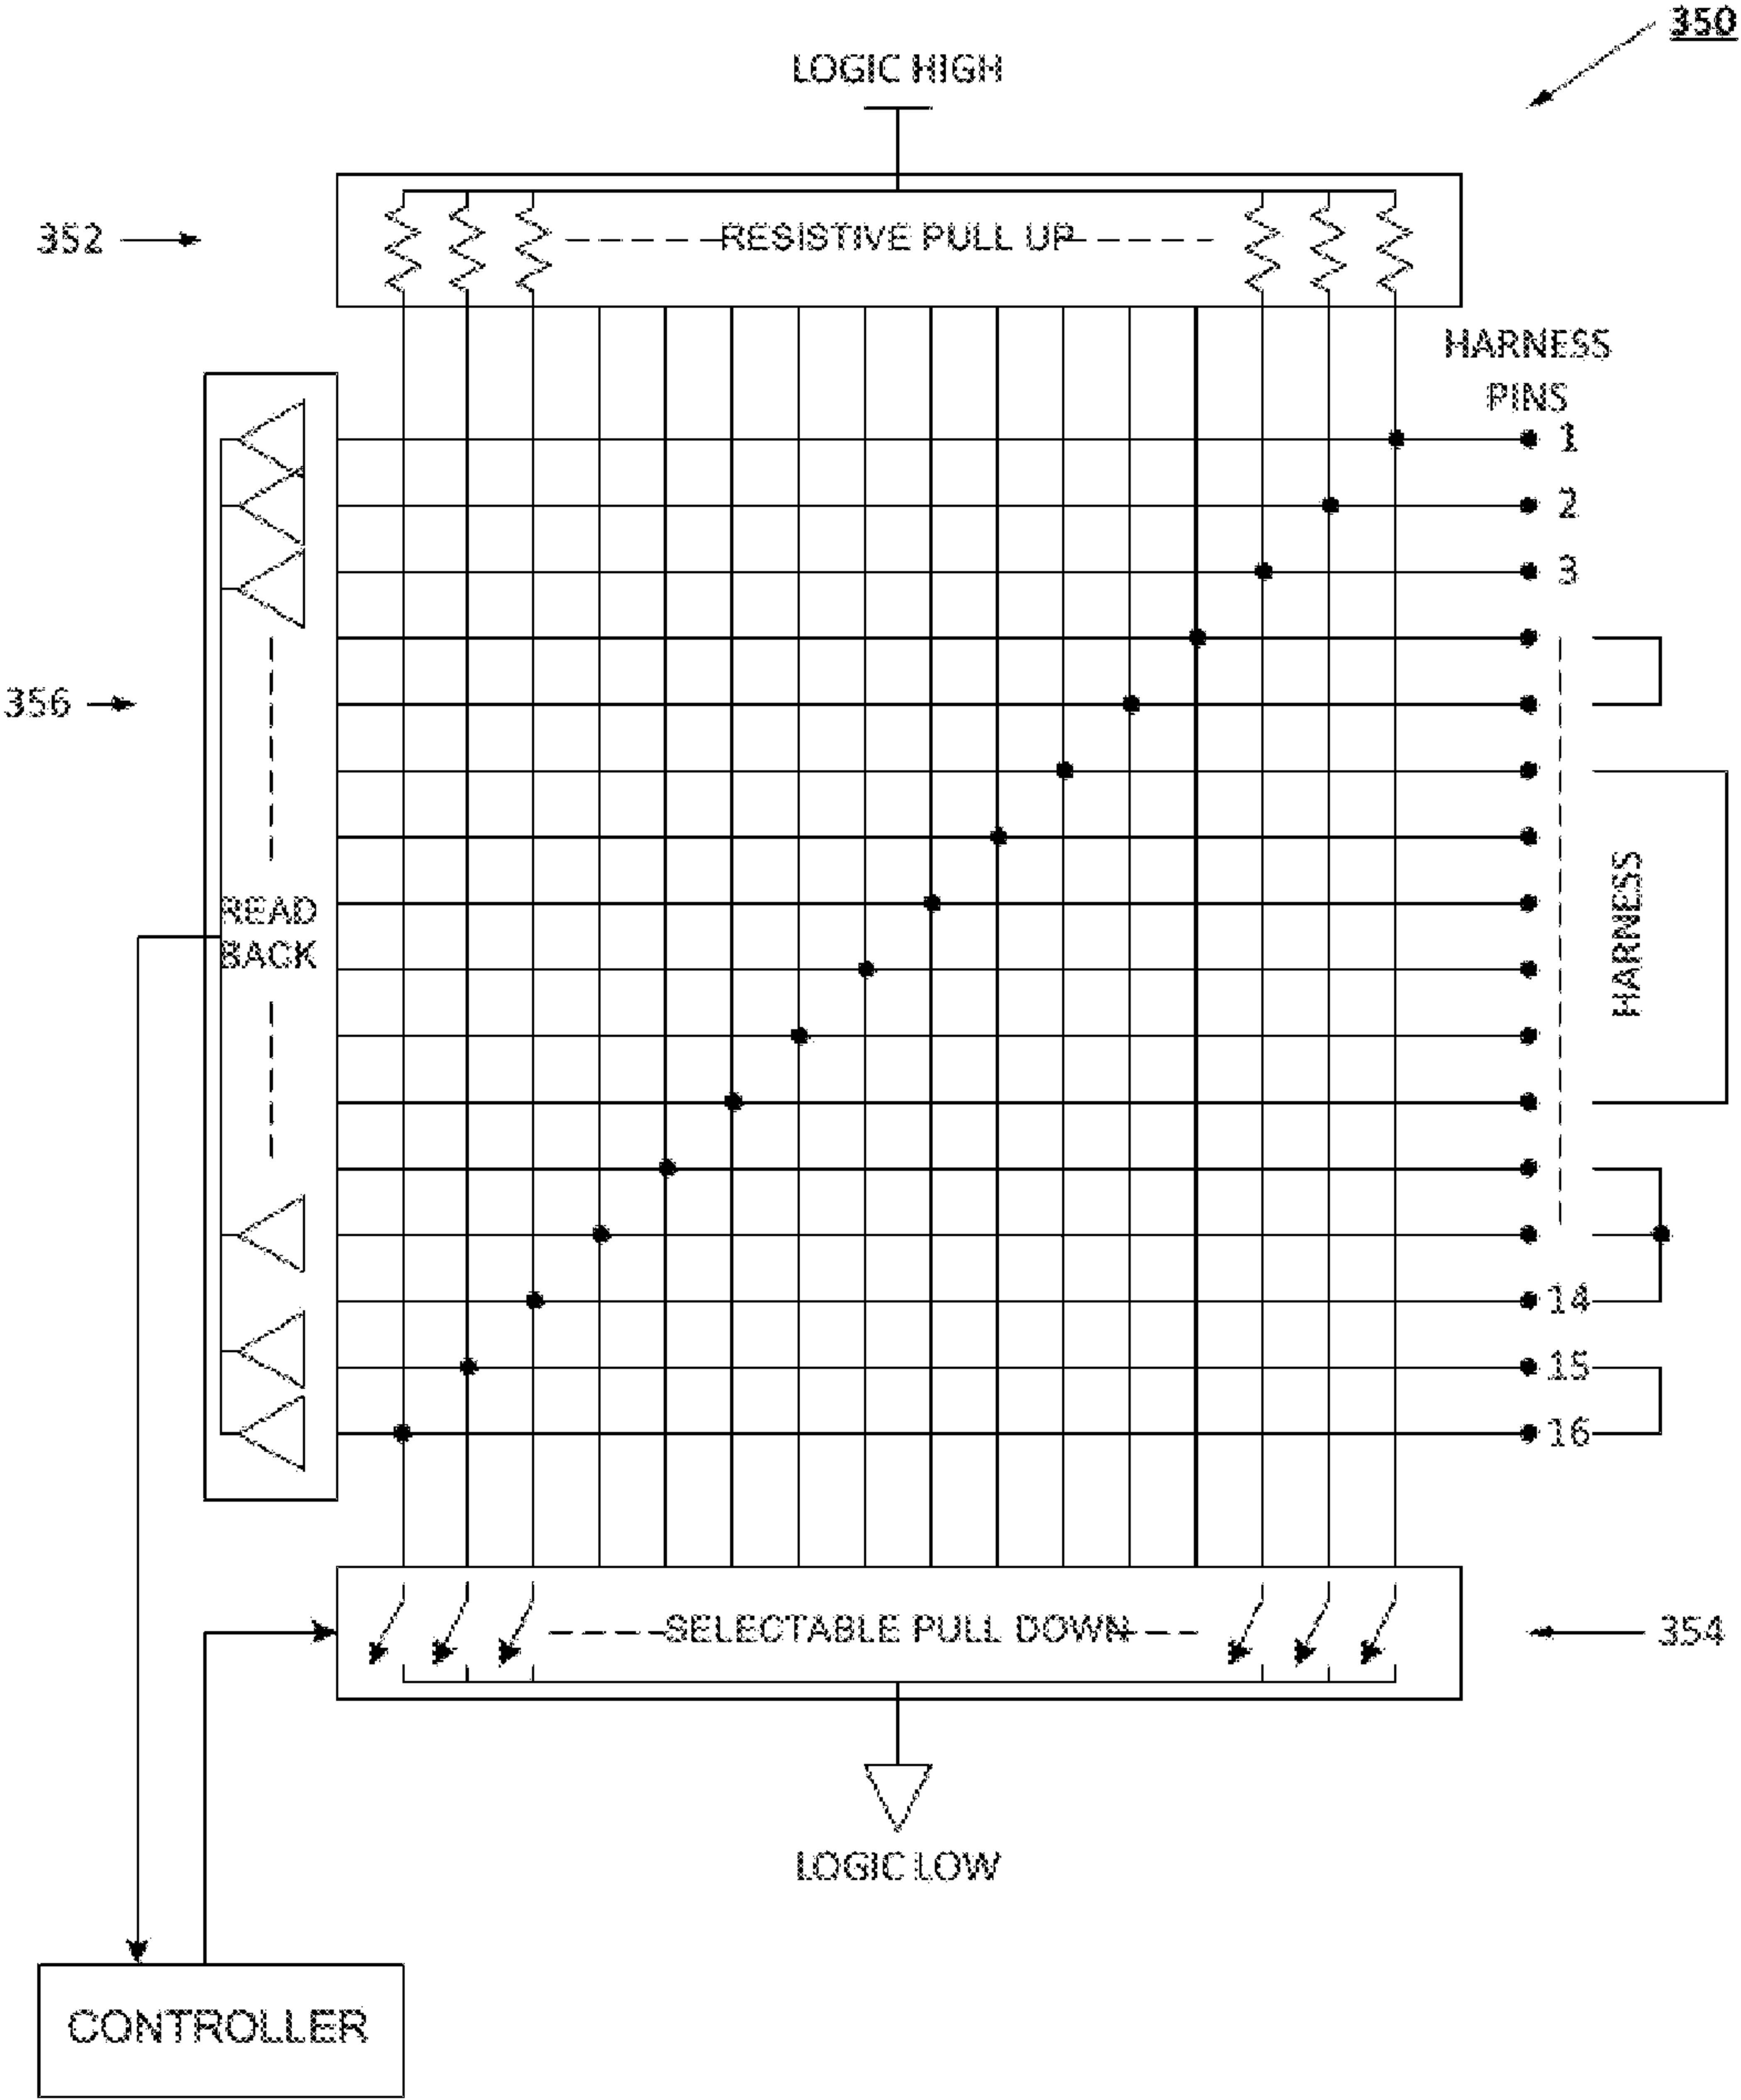 350
LOGIC HIGH
352
RESISTIVE PULL UP
HARNESS
PINS
1
2
3
356
READ
BACK
HARNESS
14
15
16
SELECTABLE PULL DOWN
354
LOGIC LOW
CONTROLLER